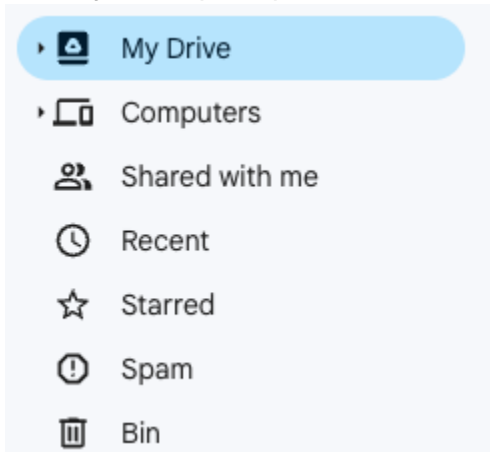 My Drive
Computers
Shared with me
Recent
Starred
Spam
Bin